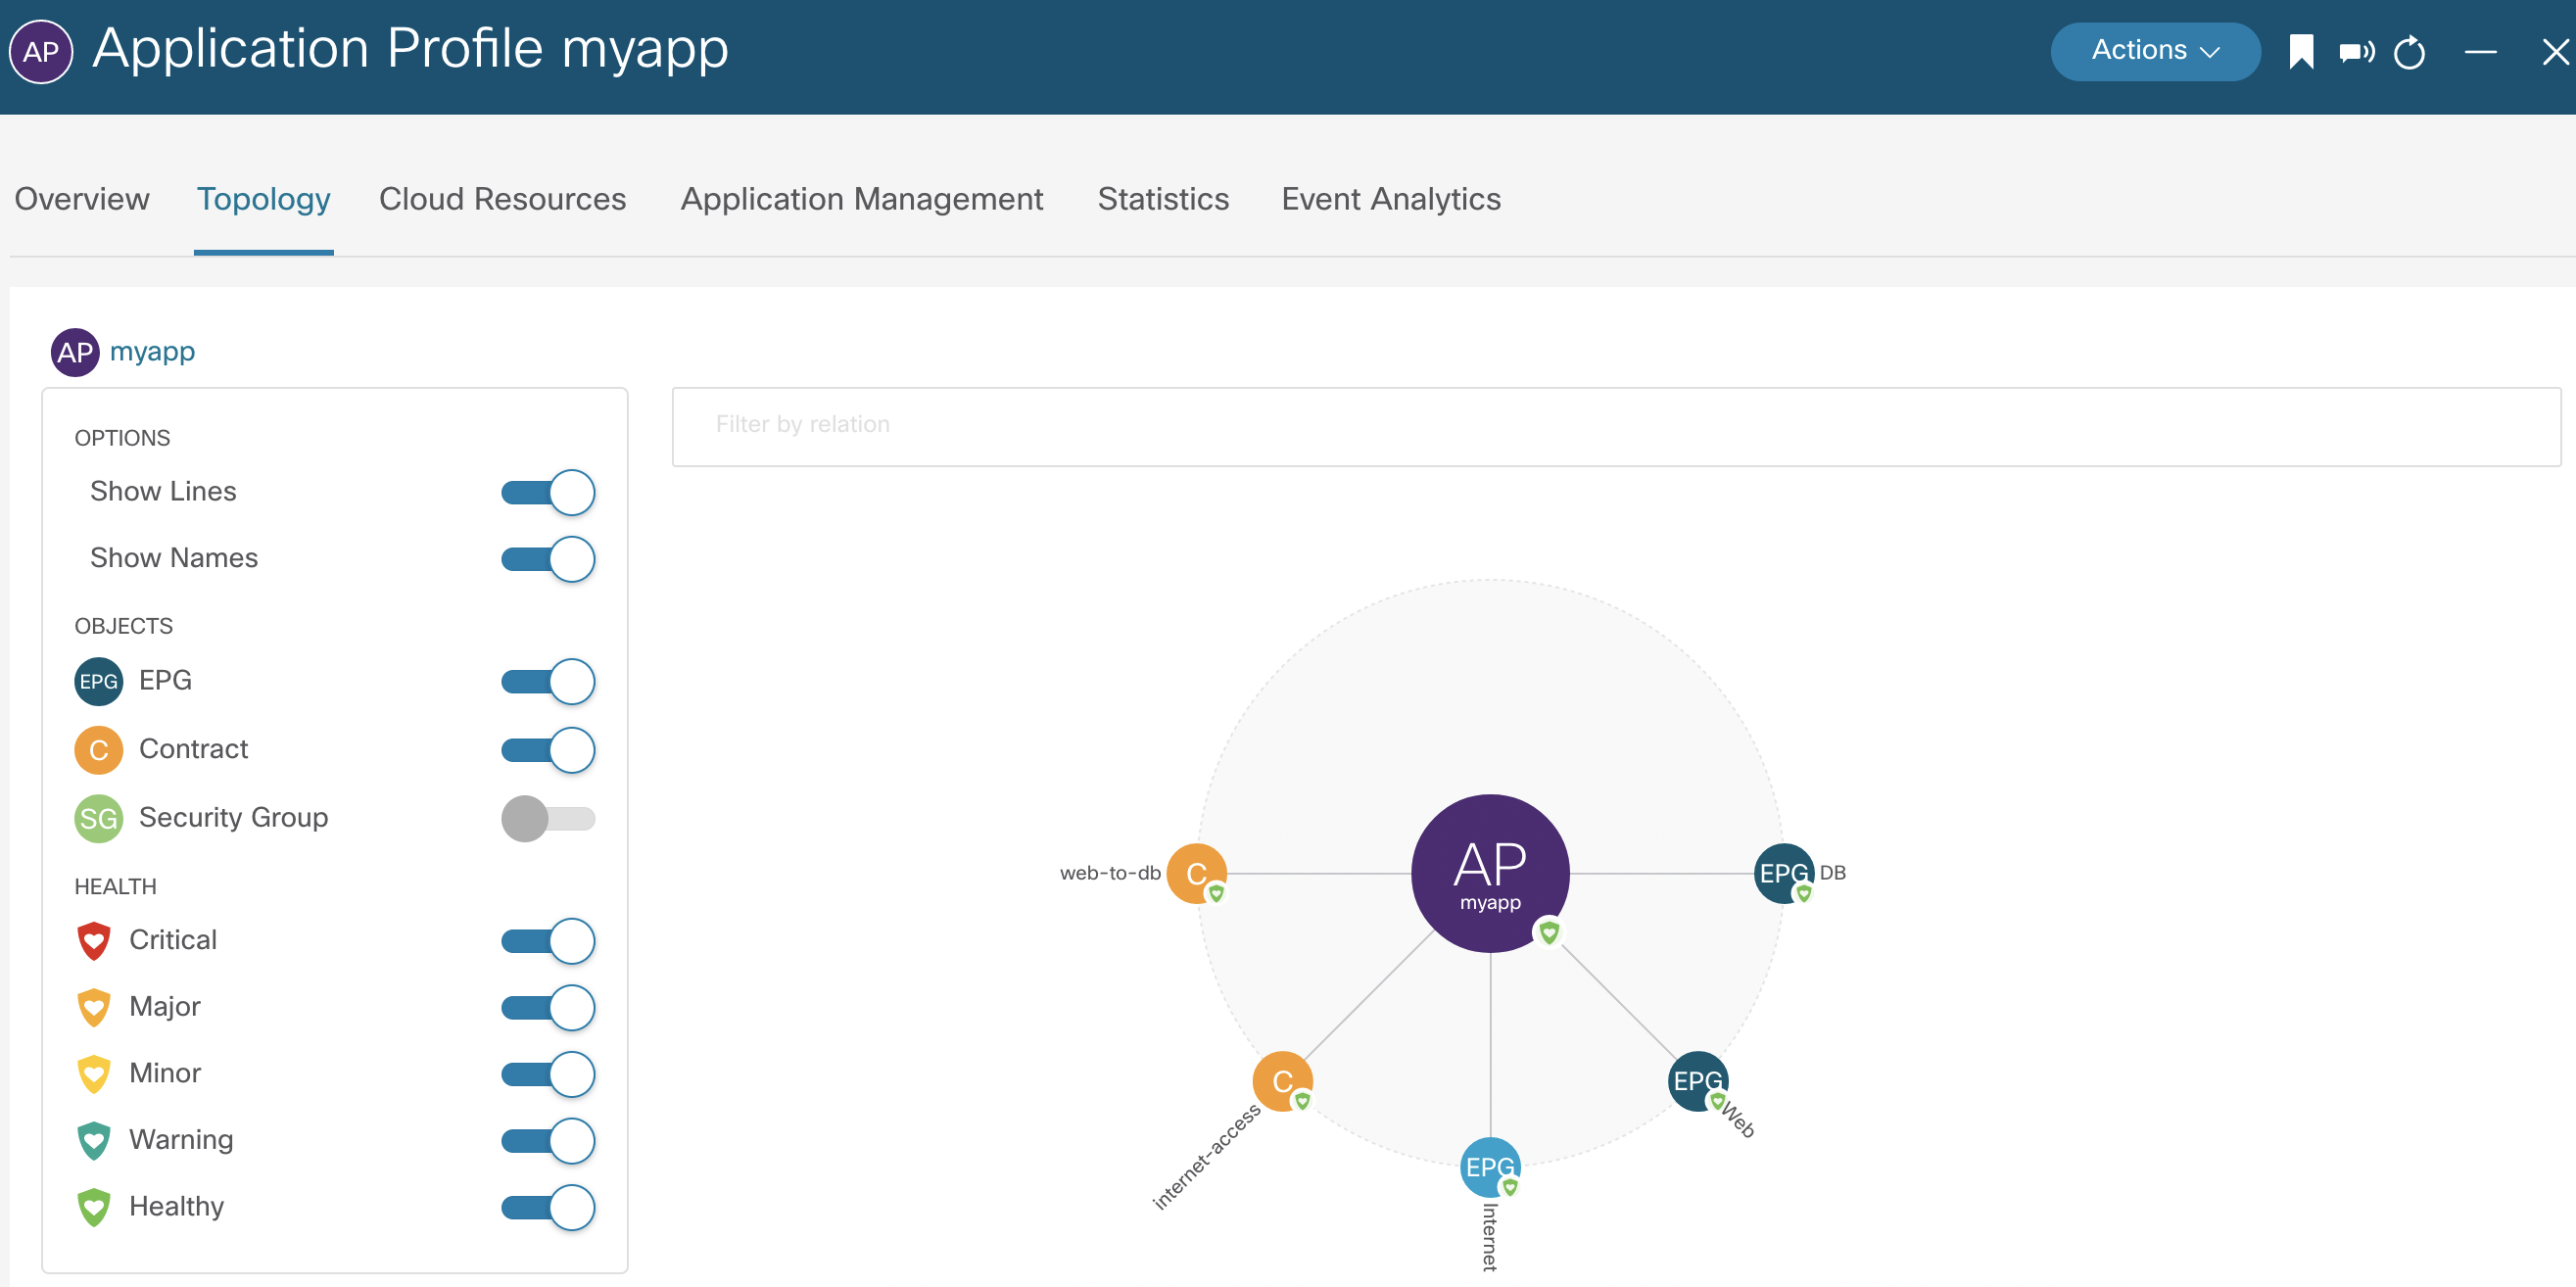 AP Application Profile myapp
Actions
Overview Topology Cloud Resources Application Management Statistics Event Analytics
AP myapp
OPTIONS
Show Lines
Show Names
OBJECTS
EPG EPG
C Contract
SG Security Group
HEALTH
Critical
Major
Minor
Warning
Healthy
Filter by relation
web-to-db C
AP
myapp
EPG DB
C
internet-access
EPG
Web
EPG
Internet